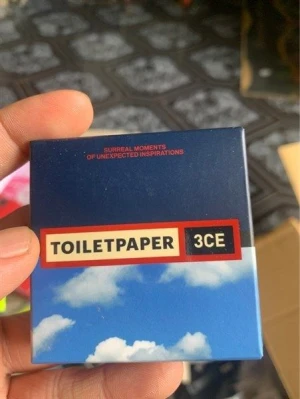 SURREAL MOMENTS
OF UNEXPECTED INSPIRATIONS
TOILETPAPER 3CE